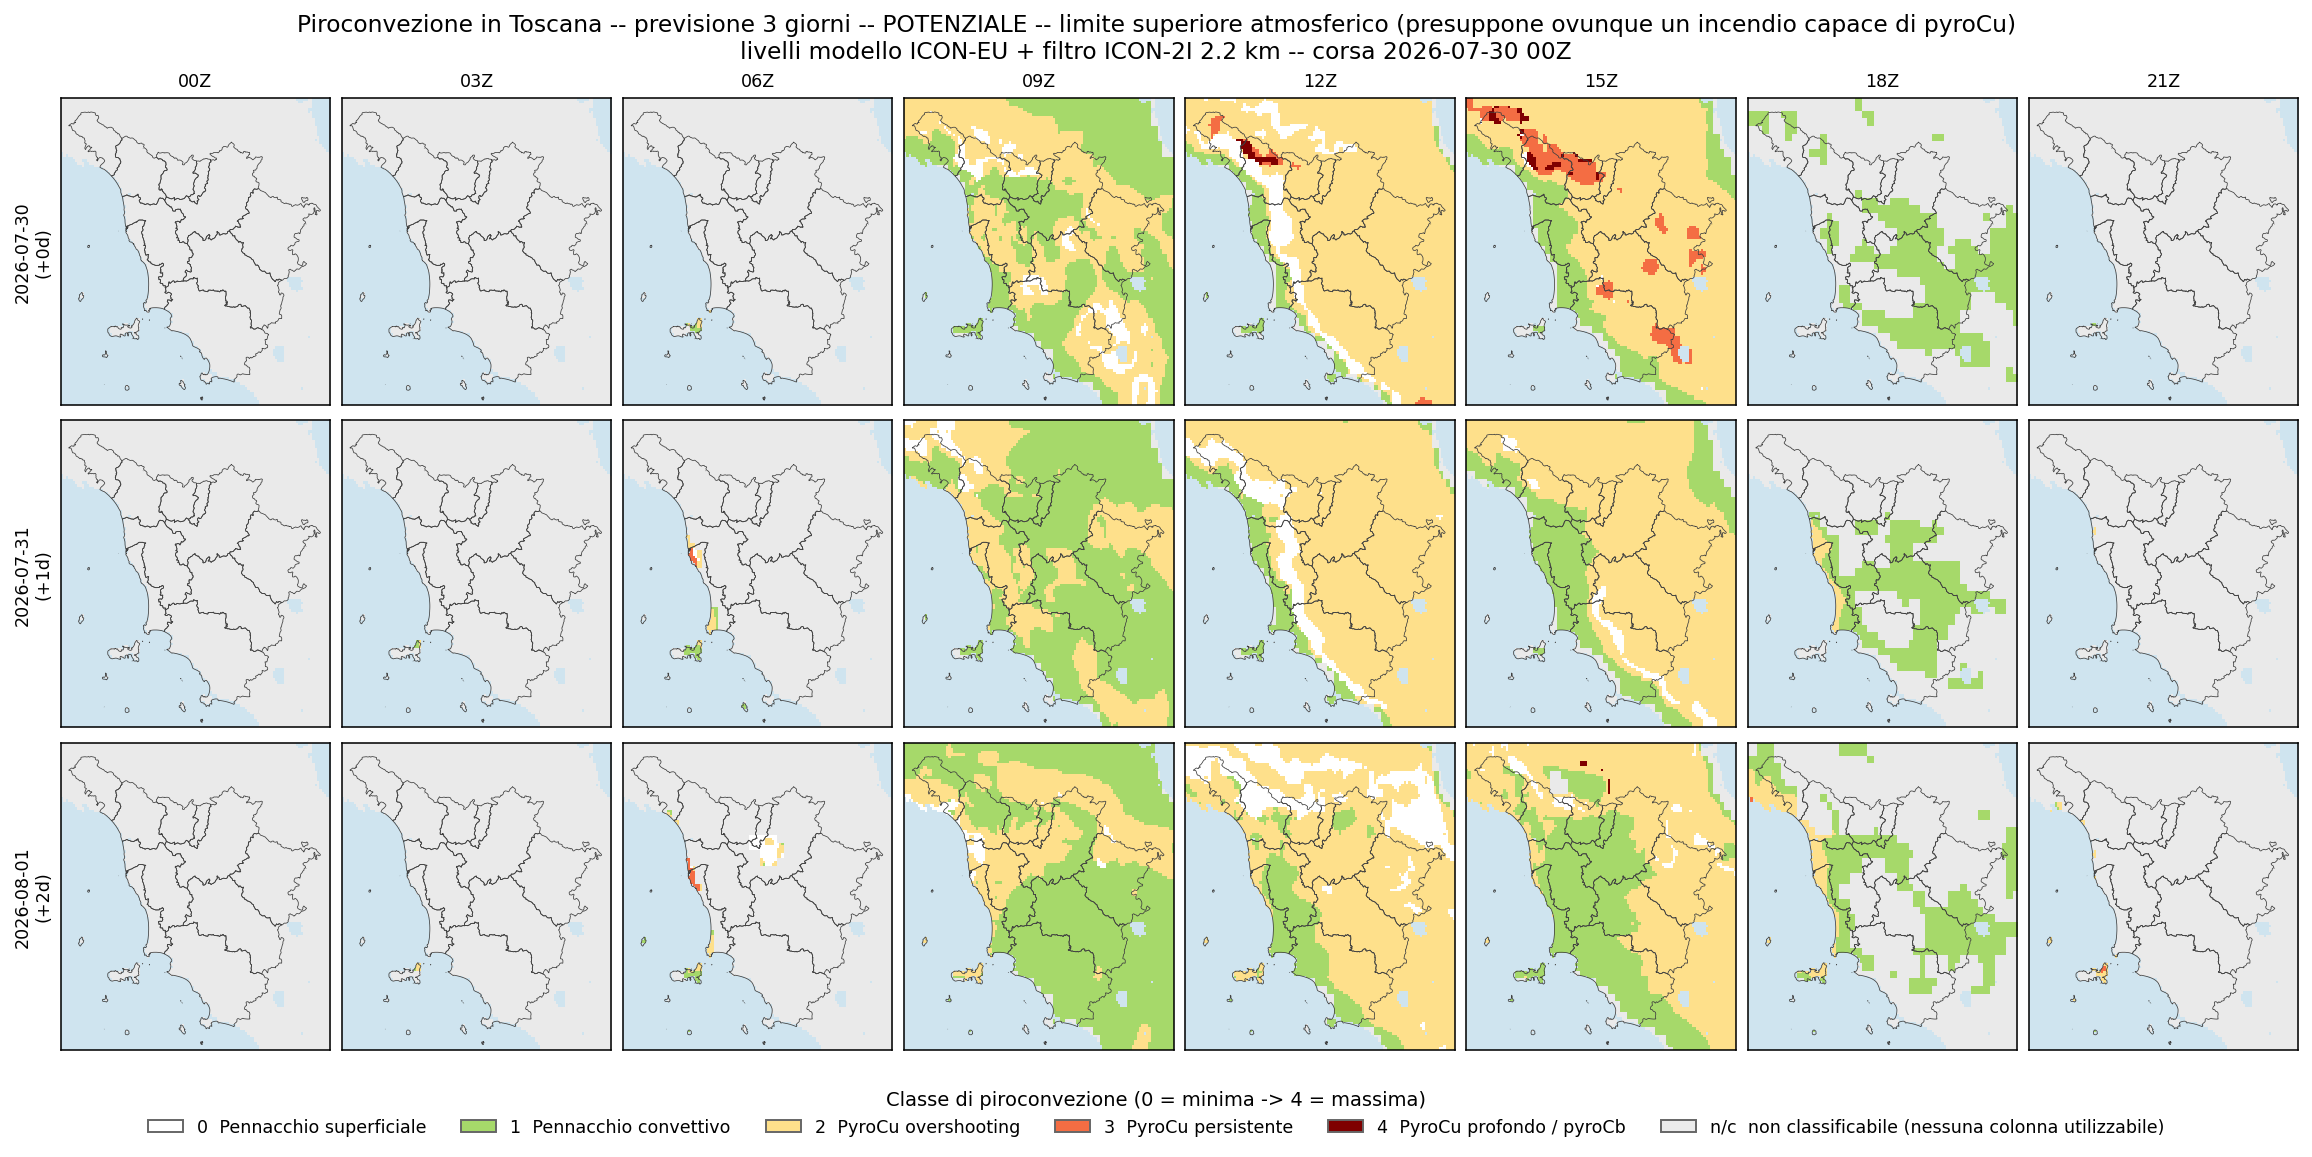 Piroconvezione in Toscana -- previsione 3 giorni -- POTENZIALE -- limite superiore atmosferico (presuppone ovunque un incendio capace di pyroCu)
livelli modello ICON-EU + filtro ICON-2I 2.2 km -- corsa 2026-07-30 00Z
00Z 03Z 06Z 09Z 12Z 15Z 18Z 21Z
2026-07-30
(+0d)
2026-07-31
(+1d)
2026-08-01
(+2d)
Classe di piroconvezione (0 = minima -> 4 = massima)
0 Pennacchio superficiale 1 Pennacchio convettivo 2 PyroCu overshooting 3 PyroCu persistente 4 PyroCu profondo / pyroCb n/c non classificabile (nessuna colonna utilizzabile)